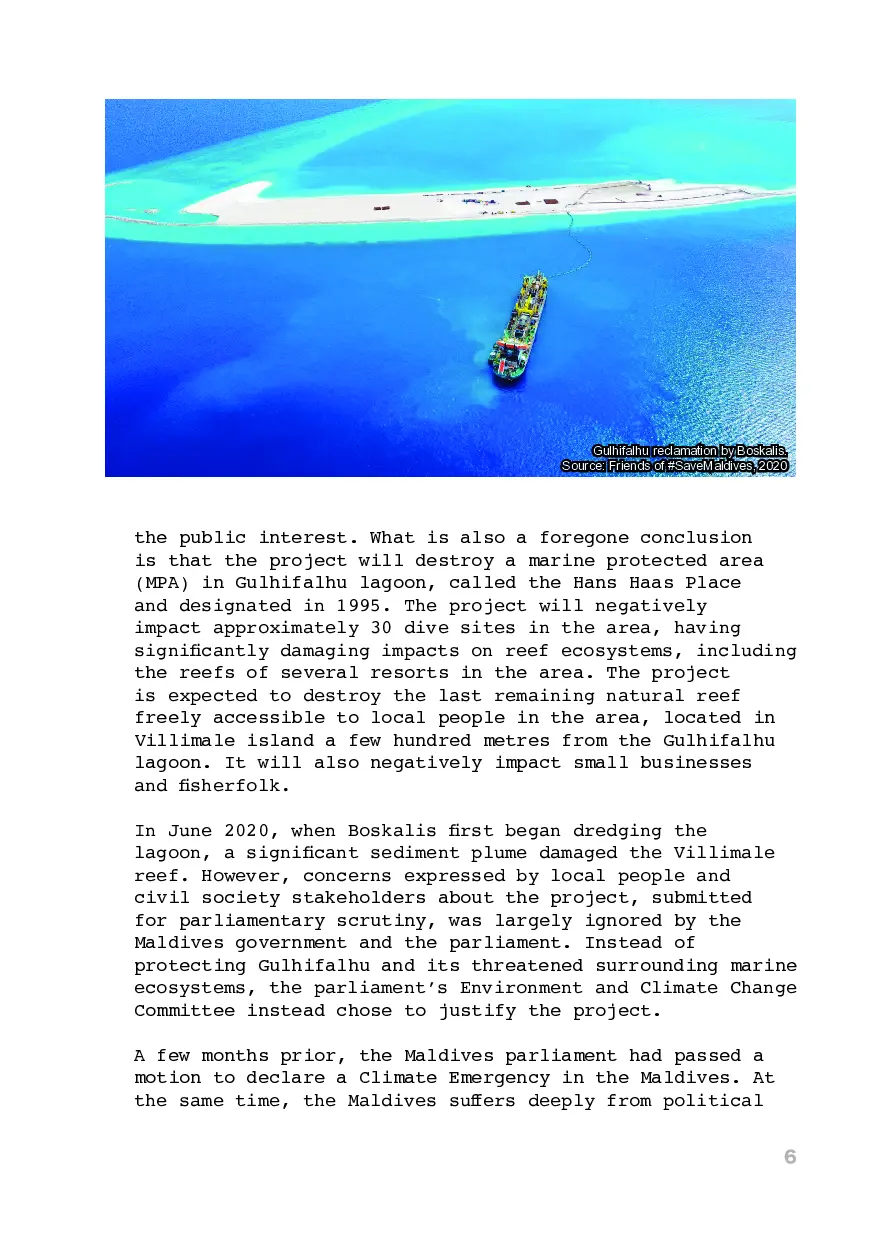 Gulhifalhu reclamation by Boskalis.
Source: Friends of #SaveMaldives, 2020
the public interest. What is also a foregone conclusion
is that the project will destroy a marine protected area
(MPA) in Gulhifalhu lagoon, called the Hans Haas Place
and designated in 1995. The project will negatively
impact approximately 30 dive sites in the area, having
significantly damaging impacts on reef ecosystems, including
the reefs of several resorts in the area. The project
is expected to destroy the last remaining natural reef
freely accessible to local people in the area, located in
Villimale island a few hundred metres from the Gulhifalhu
lagoon. It will also negatively impact small businesses
and fisherfolk.
In June 2020, when Boskalis first began dredging the
lagoon, a significant sediment plume damaged the Villimale
reef. However, concerns expressed by local people and
civil society stakeholders about the project, submitted
for parliamentary scrutiny, was largely ignored by the
Maldives government and the parliament. Instead of
protecting Gulhifalhu and its threatened surrounding marine
ecosystems, the parliament's Environment and Climate Change
Committee instead chose to justify the project.
A few months prior, the Maldives parliament had passed a
motion to declare a Climate Emergency in the Maldives. At
the same time, the Maldives suffers deeply from political
6